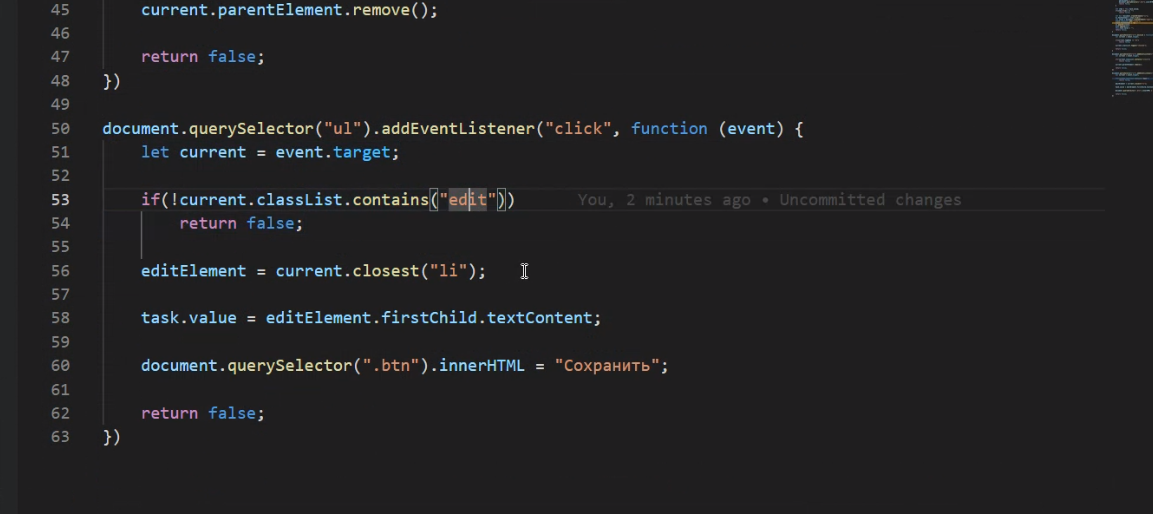 45 current.parentElement.remove();
46
47 return false;
48 })
49
50 document.querySelector("ul").addEventListener("click", function (event) {
51 let current = event.target;
52
53 if(!current.classList.contains("edit")) You, 2 minutes ago • Uncommitted changes
54 return false;
55
56 editElement = current.closest("li");
57
58 task.value = editElement.firstChild.textContent;
59
60 document.querySelector(".btn").innerHTML = "Сохранить";
61
62 return false;
63 })